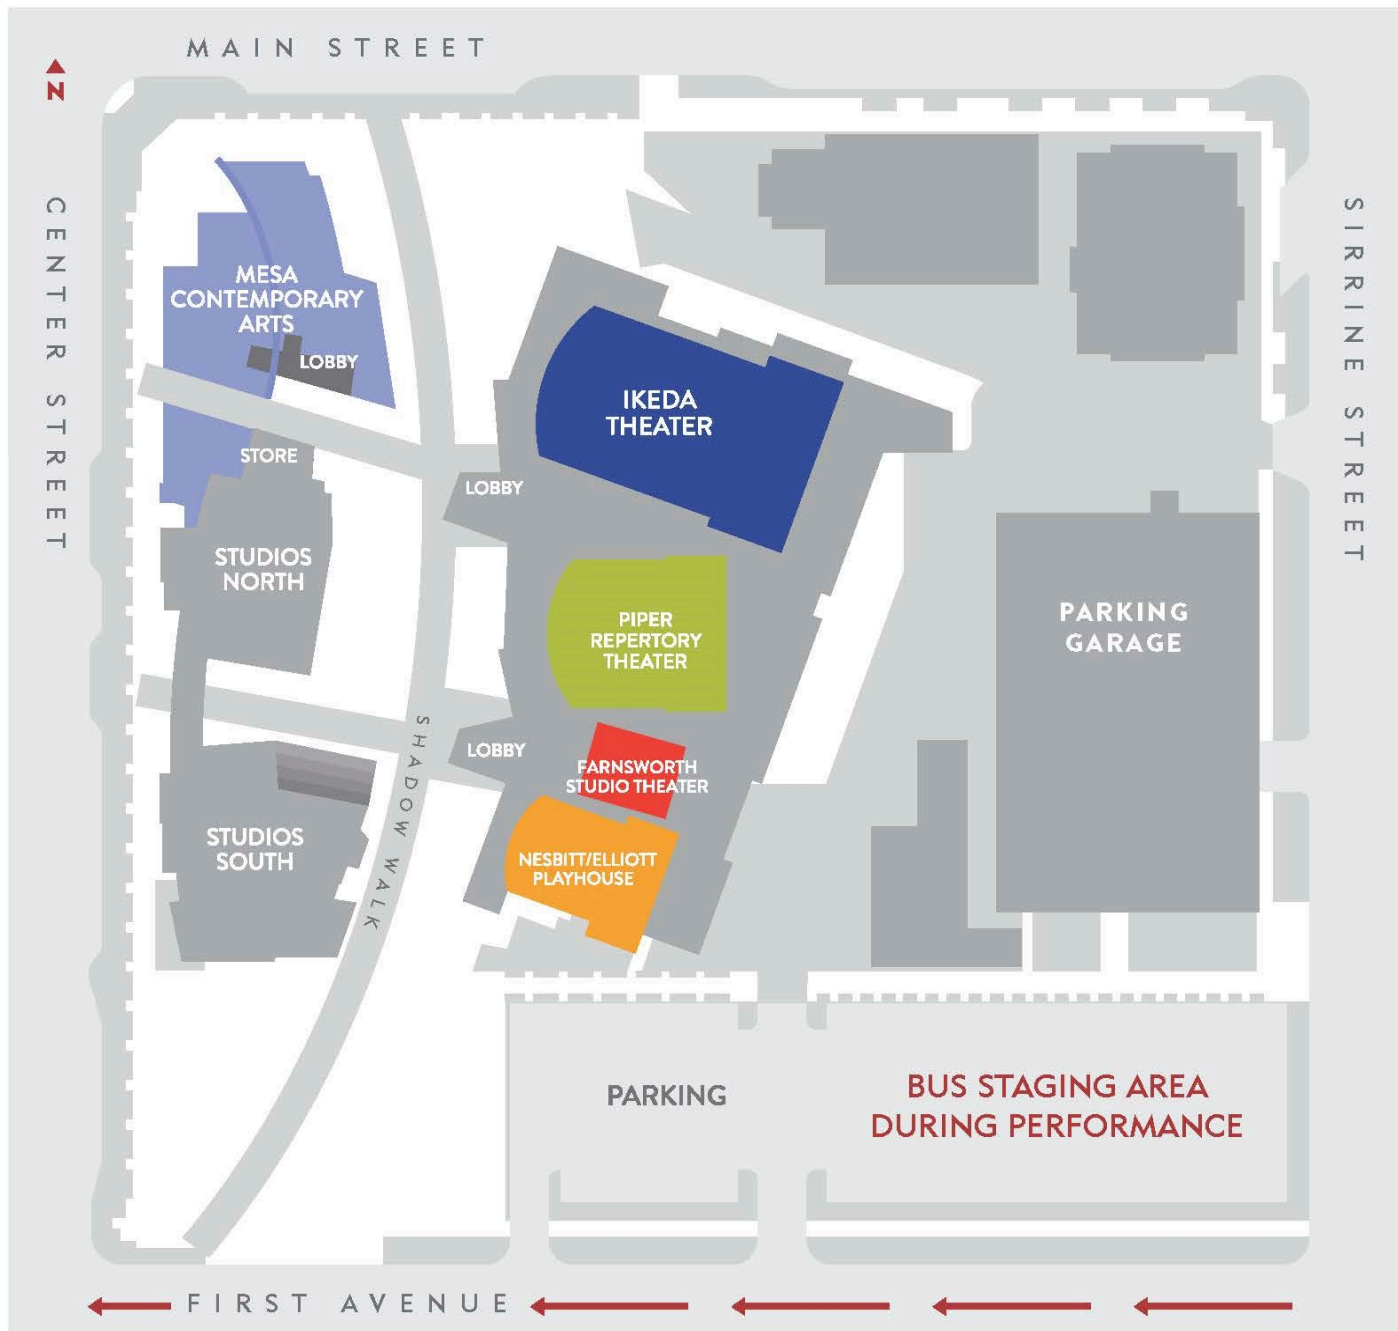 MAIN STREET
N
CENTER STREET
SIRRINE STREET
MESA
CONTEMPORARY
ARTS
LOBBY
IKEDA
THEATER
STORE
LOBBY
STUDIOS
NORTH
PIPER
REPERTORY
THEATER
PARKING
GARAGE
SHADOW WALK
LOBBY
FARNSWORTH
STUDIO THEATER
STUDIOS
SOUTH
NESBITT/ELLIOTT
PLAYHOUSE
PARKING
BUS STAGING AREA
DURING PERFORMANCE
FIRST AVENUE